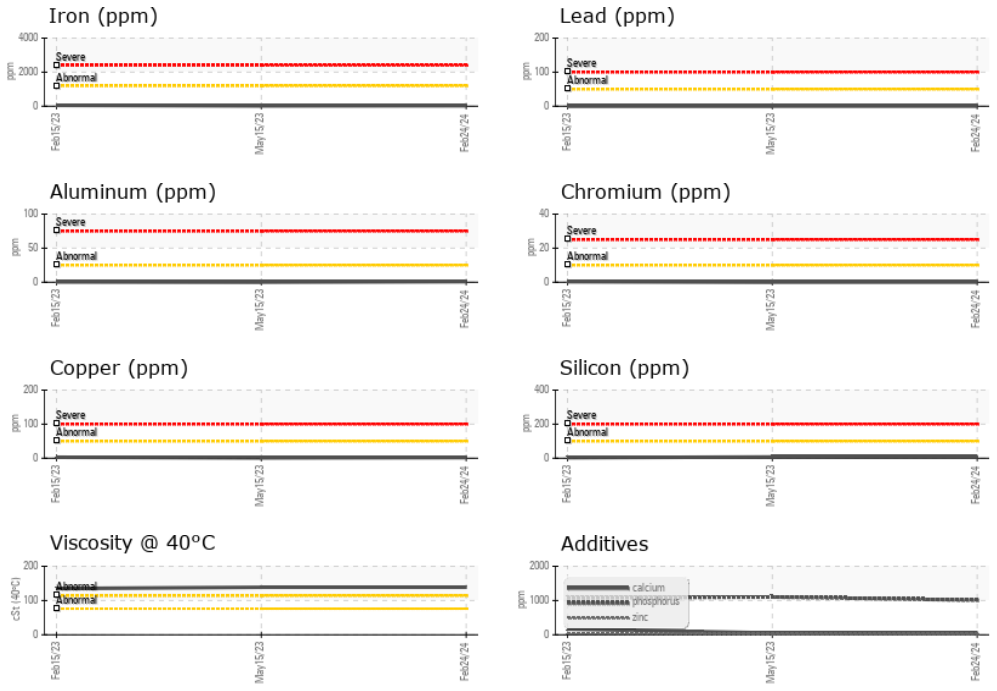 Iron (ppm)
4000
2000
0
ppm
Severe
Abnormal
Feb15/23
May15/23
Feb24/24
Lead (ppm)
200
100
0
ppm
Severe
Abnormal
Feb15/23
May15/23
Feb24/24
Aluminum (ppm)
100
50
0
ppm
Severe
Abnormal
Feb15/23
May15/23
Feb24/24
Chromium (ppm)
40
20
0
ppm
Severe
Abnormal
Feb15/23
May15/23
Feb24/24
Copper (ppm)
200
100
0
ppm
Severe
Abnormal
Feb15/23
May15/23
Feb24/24
Silicon (ppm)
400
200
0
ppm
Severe
Abnormal
Feb15/23
May15/23
Feb24/24
Viscosity @ 40°C
200
100
0
cSt (40°C)
Abnormal
Abnormal
Feb15/23
May15/23
Feb24/24
Additives
2000
1000
0
ppm
calcium
phosphorus
zinc
Feb15/23
May15/23
Feb24/24